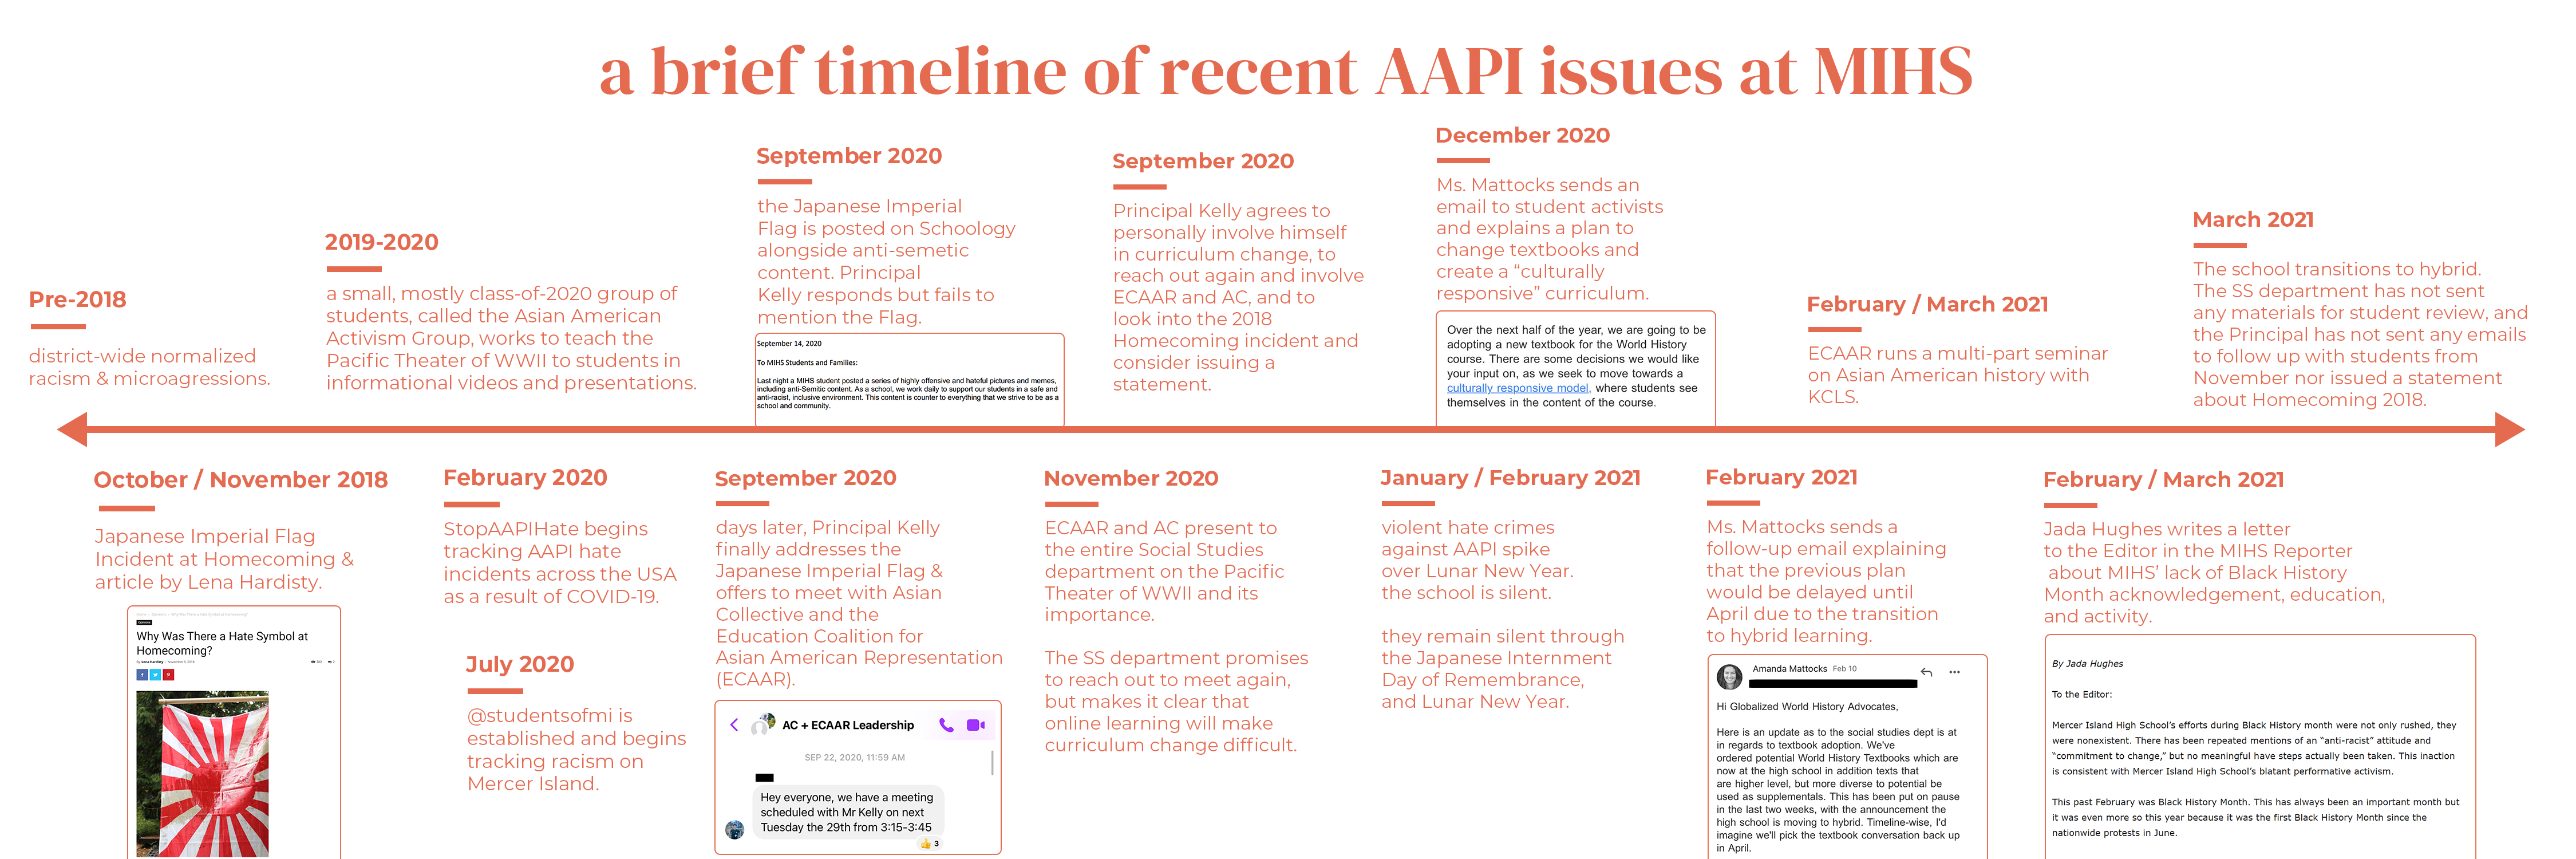 a brief timeline of recent AAPI issues at MIHS
Pre-2018
district-wide normalized
racism & microagressions.
October / November 2018
Japanese Imperial Flag
Incident at Homecoming &
article by Lena Hardisty.
Why Was There a Hate Symbol at
Homecoming?
By Lena Hardisty
2019-2020
a small, mostly class-of-2020 group of
students, called the Asian American
Activism Group, works to teach the
Pacific Theater of WWII to students in
informational videos and presentations.
February 2020
StopAAPIHate begins
tracking AAPI hate
incidents across the USA
as a result of COVID-19.
July 2020
@studentsofmi is
established and begins
tracking racism on
Mercer Island.
September 2020
the Japanese Imperial
Flag is posted on Schoology
alongside anti-semetic
content. Principal
Kelly responds but fails to
mention the Flag.
September 14, 2020
To MIHS Students and Families:
Last night a MIHS student posted a series of highly offensive and hateful pictures and memes,
including anti-Semitic content. As a school, we work daily to support our students in a safe and
anti-racist, inclusive environment. This content is counter to everything that we strive to be as a
school and community.
September 2020
days later, Principal Kelly
finally addresses the
Japanese Imperial Flag &
offers to meet with Asian
Collective and the
Education Coalition for
Asian American Representation
(ECAAR).
AC + ECAAR Leadership
SEP 22, 2020, 11:59 AM
Hey everyone, we have a meeting
scheduled with Mr Kelly on next
Tuesday the 29th from 3:15-3:45
👍 3
September 2020
Principal Kelly agrees to
personally involve himself
in curriculum change, to
reach out again and involve
ECAAR and AC, and to
look into the 2018
Homecoming incident and
consider issuing a
statement.
November 2020
ECAAR and AC present to
the entire Social Studies
department on the Pacific
Theater of WWII and its
importance.
The SS department promises
to reach out to meet again,
but makes it clear that
online learning will make
curriculum change difficult.
December 2020
Ms. Mattocks sends an
email to student activists
and explains a plan to
change textbooks and
create a “culturally
responsive” curriculum.
Over the next half of the year, we are going to be
adopting a new textbook for the World History
course. There are some decisions we would like
your input on, as we seek to move towards a
culturally responsive model, where students see
themselves in the content of the course.
January / February 2021
violent hate crimes
against AAPI spike
over Lunar New Year.
the school is silent.
they remain silent through
the Japanese Internment
Day of Remembrance,
and Lunar New Year.
February 2021
Ms. Mattocks sends a
follow-up email explaining
that the previous plan
would be delayed until
April due to the transition
to hybrid learning.
Amanda Mattocks Feb 10
Hi Globalized World History Advocates,
Here is an update as to the social studies dept is at
in regards to textbook adoption. We've
ordered potential World History Textbooks which are
now at the high school in addition texts that
are higher level, but more diverse to potential be
used as supplementals. This has been put on pause
in the last two weeks, with the announcement the
high school is moving to hybrid. Timeline-wise, I'd
imagine we'll pick the textbook conversation back up
in April.
February / March 2021
ECAAR runs a multi-part seminar
on Asian American history with
KCLS.
February / March 2021
Jada Hughes writes a letter
to the Editor in the MIHS Reporter
about MIHS’ lack of Black History
Month acknowledgement, education,
and activity.
By Jada Hughes
To the Editor:
Mercer Island High School’s efforts during Black History month were not only rushed, they
were nonexistent. There has been repeated mentions of an “anti-racist” attitude and
“commitment to change,” but no meaningful have steps actually been taken. This inaction
is consistent with Mercer Island High School’s blatant performative activism.
This past February was Black History Month. This has always been an important month but
it was even more so this year because it was the first Black History Month since the
nationwide protests in June.
March 2021
The school transitions to hybrid.
The SS department has not sent
any materials for student review, and
the Principal has not sent any emails
to follow up with students from
November nor issued a statement
about Homecoming 2018.